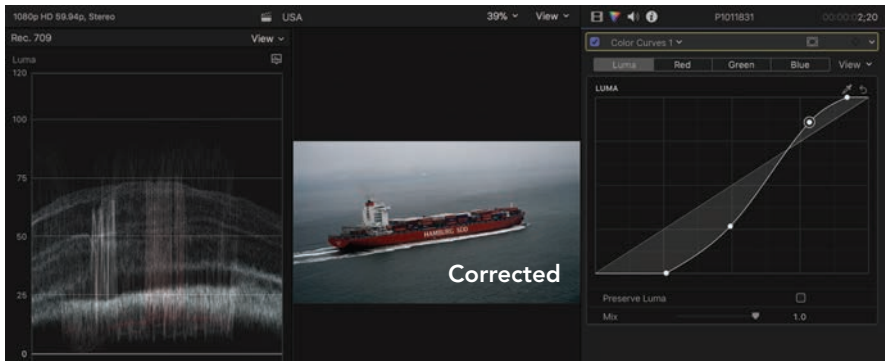 1080p HD 59.94p, Stereo
USA
39%
View
P1011831
00:00:02;20
Rec. 709
View
Color Curves 1
Luma
Luma
Red
Green
Blue
View
120
100
75
50
25
0
LUMA
HAMBURG SÜD
Corrected
Preserve Luma
Mix
1.0